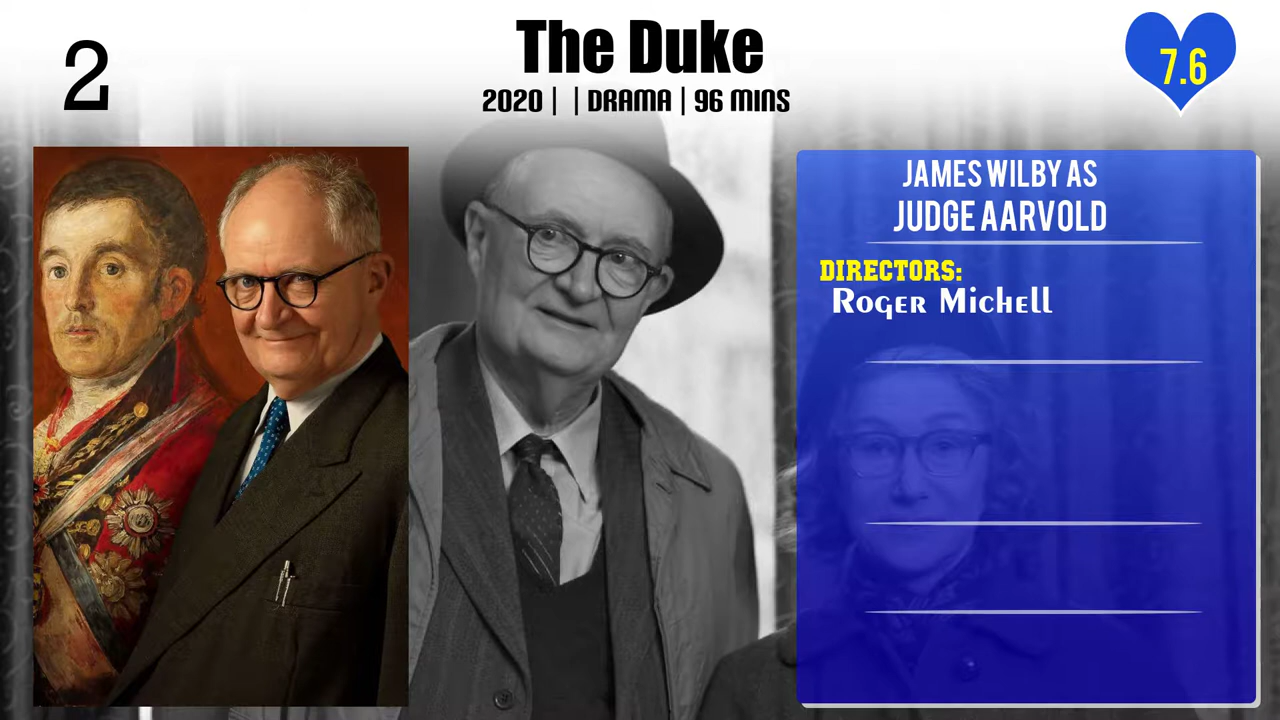 2
The Duke
2020 | | DRAMA | 96 MINS
7.6
JAMES WILBY AS
JUDGE AARVOLD
DIRECTORS:
Roger Michell